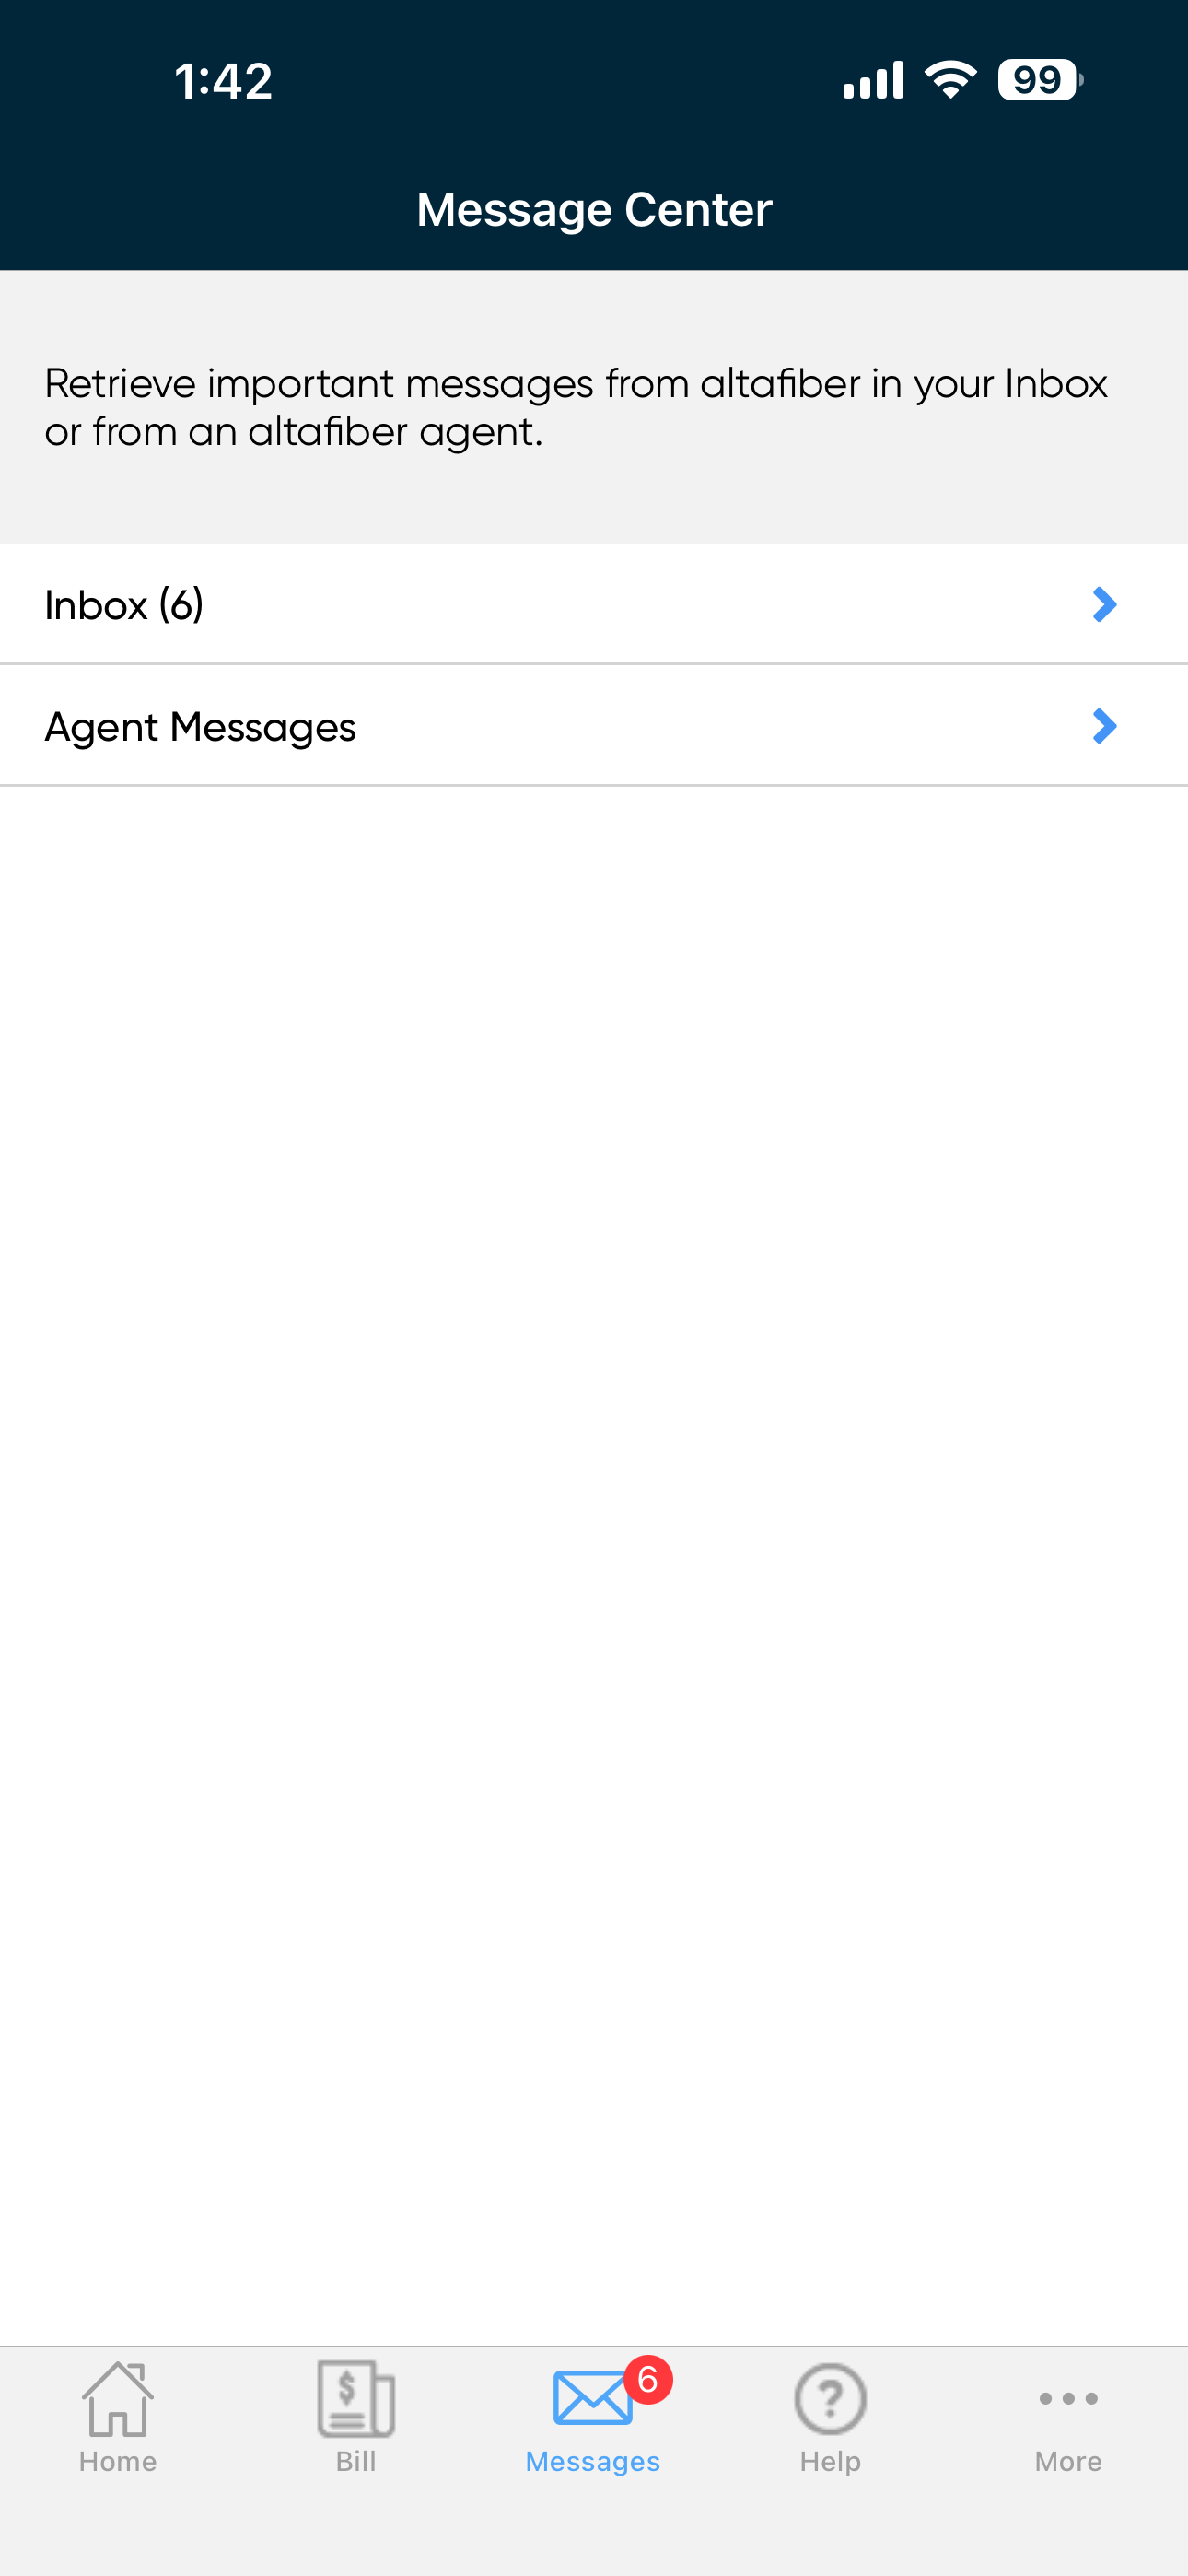 1:42
99
Message Center
Retrieve important messages from altafiber in your Inbox
or from an altafiber agent.
Inbox (6)
Agent Messages
$
6
?
Home
Bill
Messages
Help
More